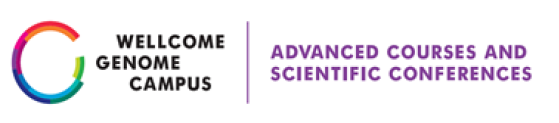 WELLCOME
GENOME
CAMPUS
ADVANCED COURSES AND
SCIENTIFIC CONFERENCES